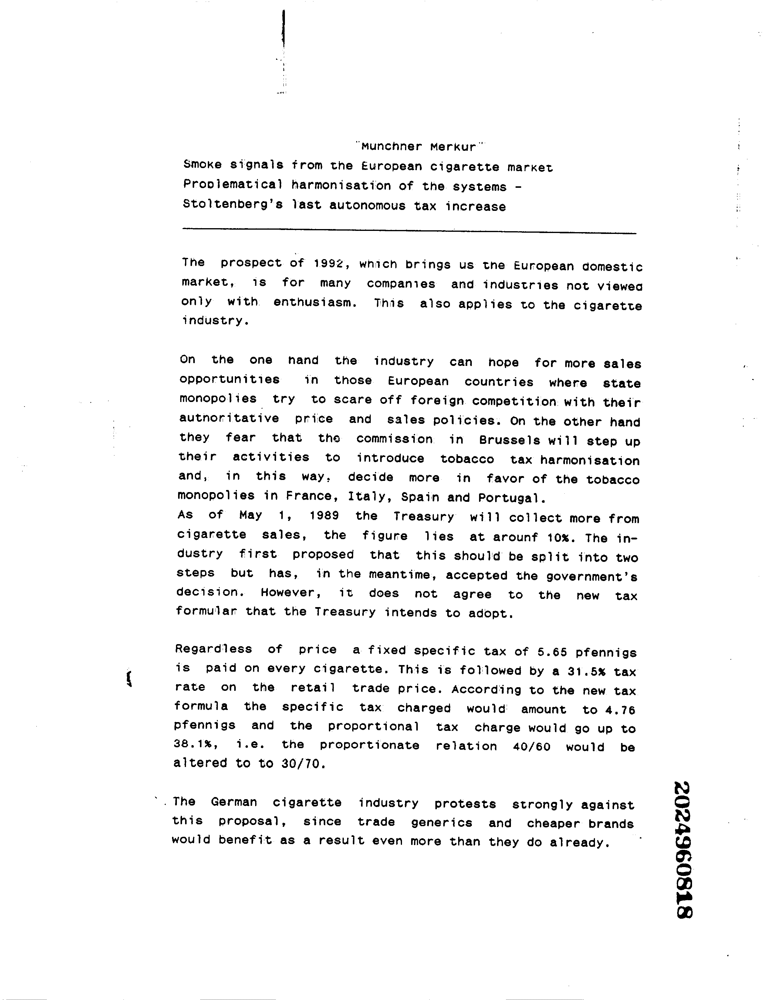 "Munchner Merkur"
Smoke signals from the European cigarette market
Problematical harmonisation of the systems -
Stoltenberg's last autonomous tax increase
The prospect of 1992, which brings us the European domestic
market, is for many companies and industries not viewed
only with enthusiasm. This also applies to the cigarette
industry.
On the one hand the industry can hope for more sales
opportunities in those European countries where state
monopolies try to scare off foreign competition with their
authoritative price and sales policies. On the other hand
they fear that the commission in Brussels will step up
their activities to introduce tobacco tax harmonisation
and, in this way, decide more in favor of the tobacco
monopolies in France, Italy, Spain and Portugal.
As of May 1, 1989 the Treasury will collect more from
cigarette sales, the figure lies at arounf 10%. The in-
dustry first proposed that this should be split into two
steps but has, in the meantime, accepted the government's
decision. However, it does not agree to the new tax
formular that the Treasury intends to adopt.
Regardless of price a fixed specific tax of 5.65 pfennigs
is paid on every cigarette. This is followed by a 31.5% tax
rate on the retail trade price. According to the new tax
formula the specific tax charged would amount to 4.76
pfennigs and the proportional tax charge would go up to
38.1%, i.e. the proportionate relation 40/60 would be
altered to to 30/70.
The German cigarette industry protests strongly against
this proposal, since trade generics and cheaper brands
would benefit as a result even more than they do already.
2024960818